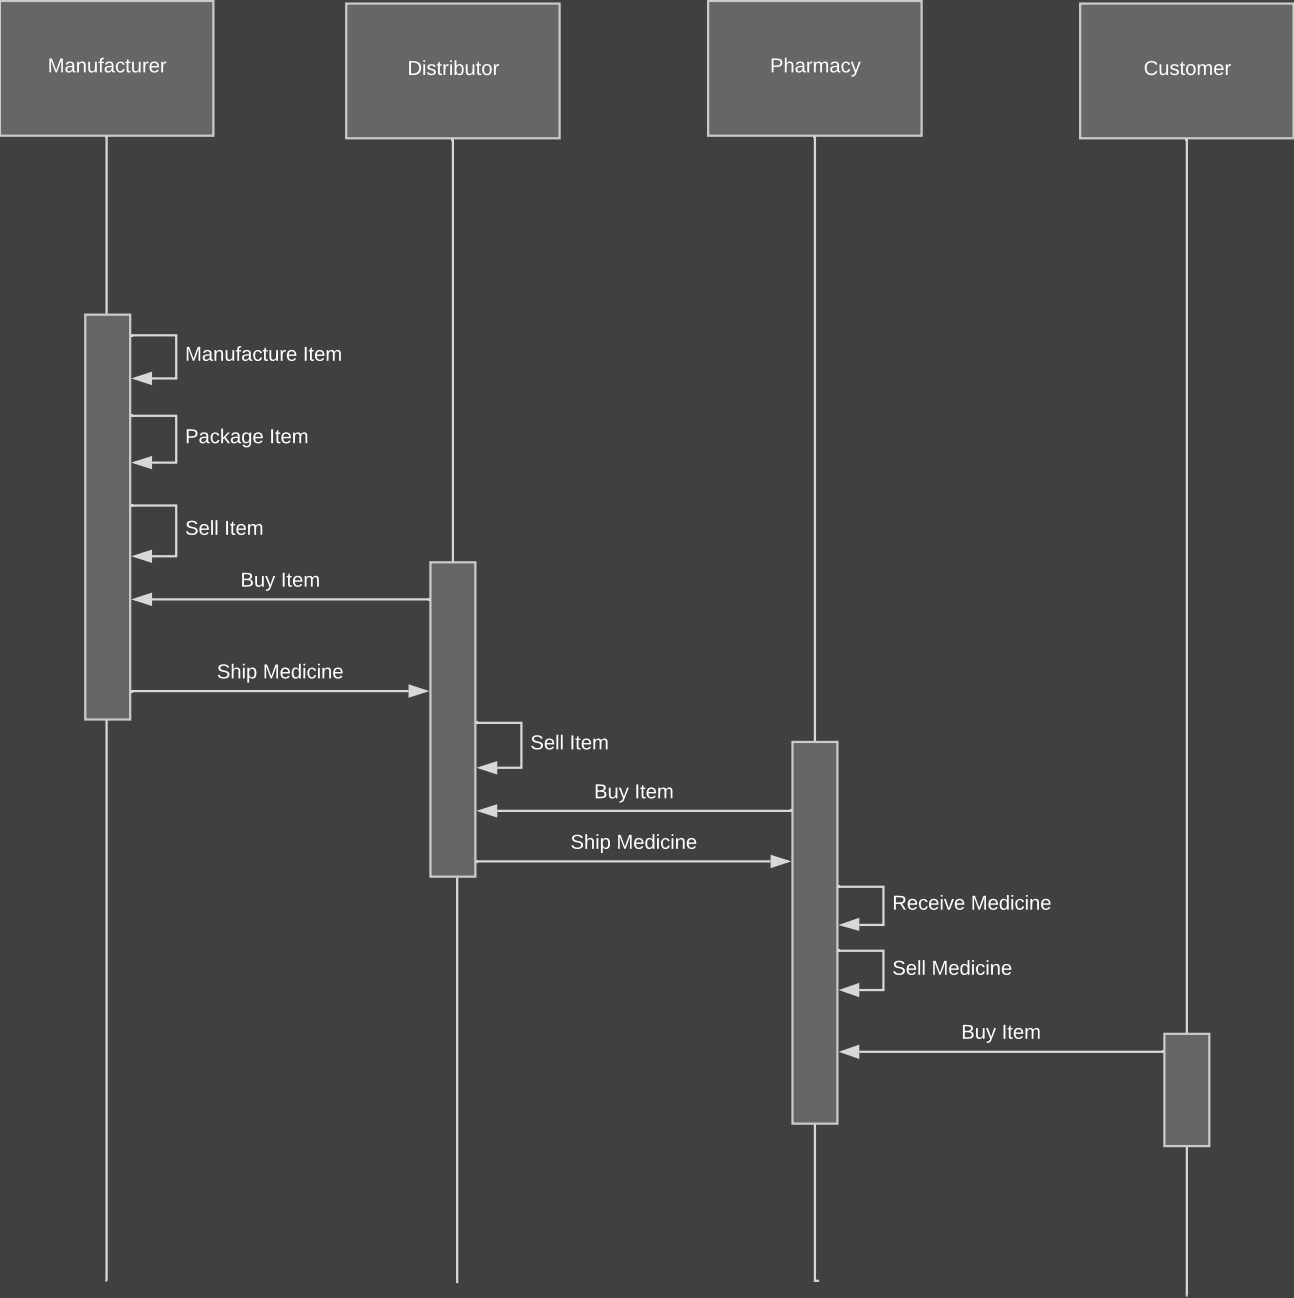 Manufacturer
Distributor
Pharmacy
Customer
Manufacture Item
Package Item
Sell Item
Buy Item
Ship Medicine
Sell Item
Buy Item
Ship Medicine
Receive Medicine
Sell Medicine
Buy Item